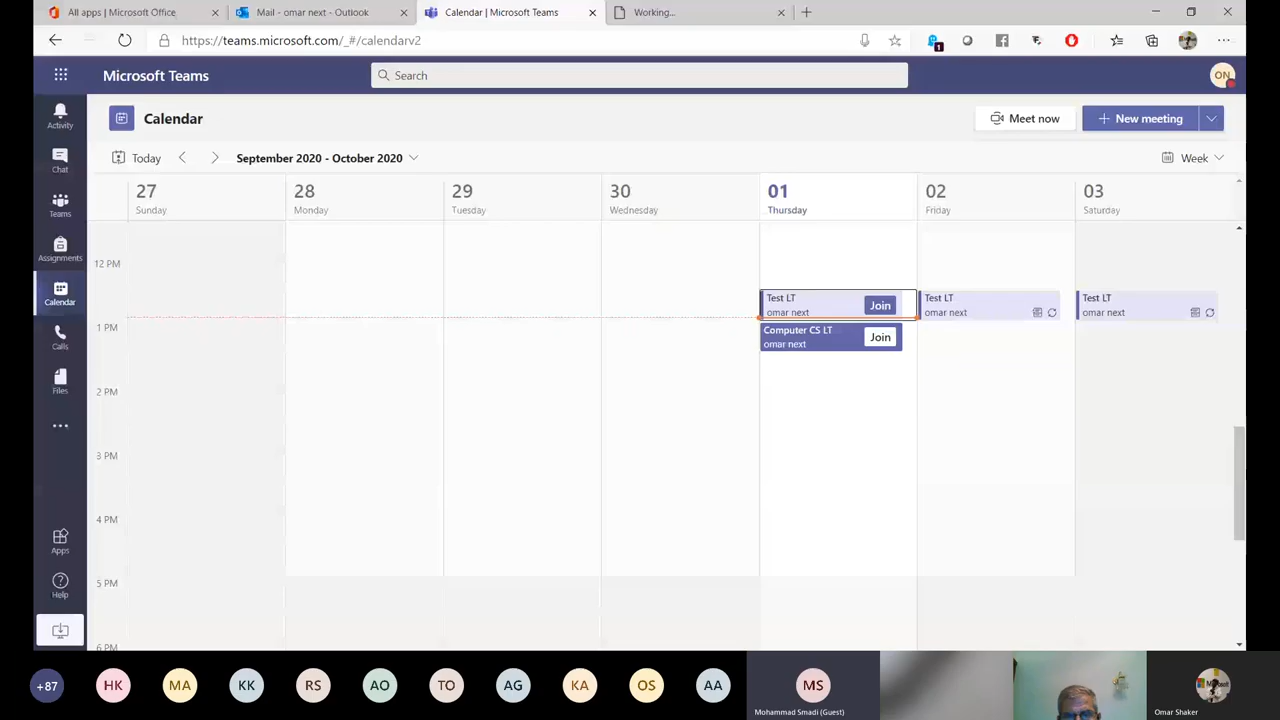 All apps | Microsoft Office
Mail - omar next - Outlook
Calendar | Microsoft Teams
Working...
https://teams.microsoft.com/_#/calendarv2
1
Microsoft Teams
Search
ON
Activity
Chat
Teams
Assignments
Calendar
Calls
Files
Apps
Help
Calendar
Meet now
New meeting
Today
September 2020 - October 2020
Week
27
Sunday
28
Monday
29
Tuesday
30
Wednesday
01
Thursday
02
Friday
03
Saturday
12 PM
1 PM
2 PM
3 PM
4 PM
5 PM
6 PM
Test LT
omar next
Join
Computer CS LT
omar next
Join
Test LT
omar next
Test LT
omar next
+87
HK
MA
KK
RS
AO
TO
AG
KA
OS
AA
MS
Mohammad Smadi (Guest)
Omar Shaker